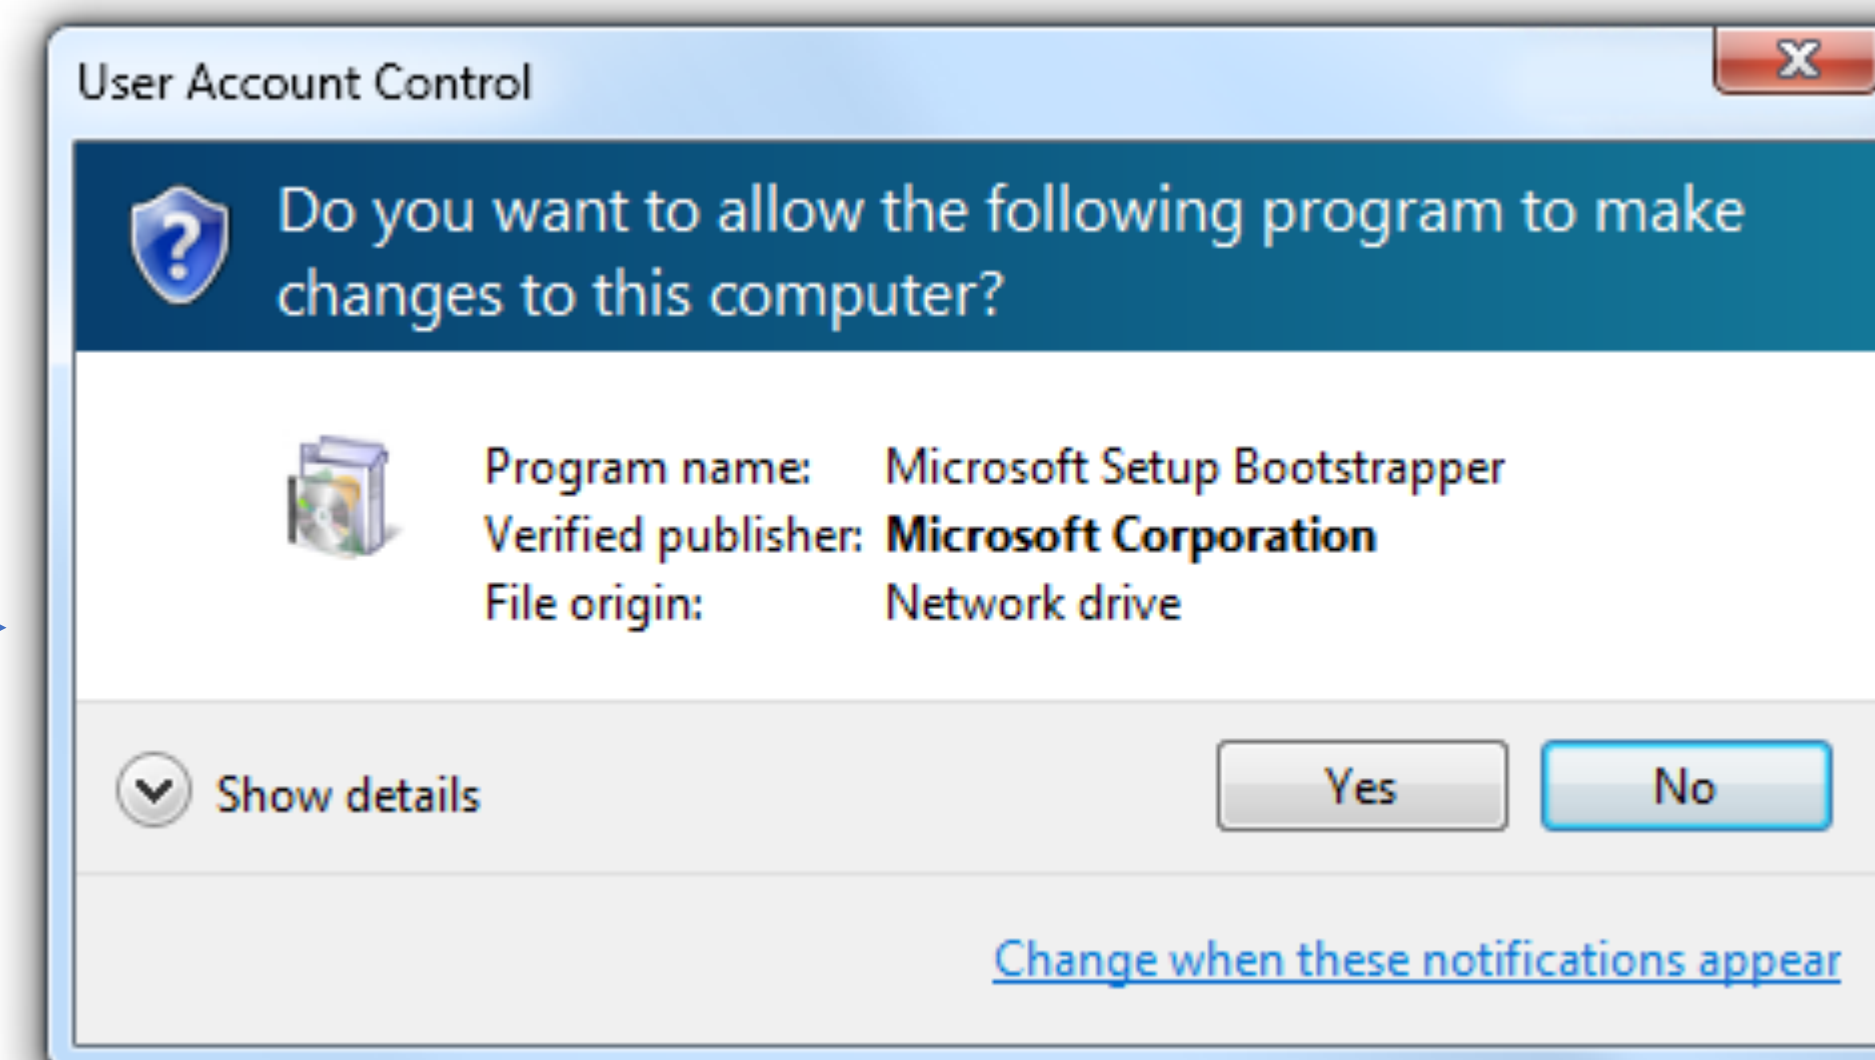 User Account Control
Do you want to allow the following program to make
changes to this computer?
Program name: Microsoft Setup Bootstrapper
Verified publisher: Microsoft Corporation
File origin: Network drive
Show details
Yes No
Change when these notifications appear